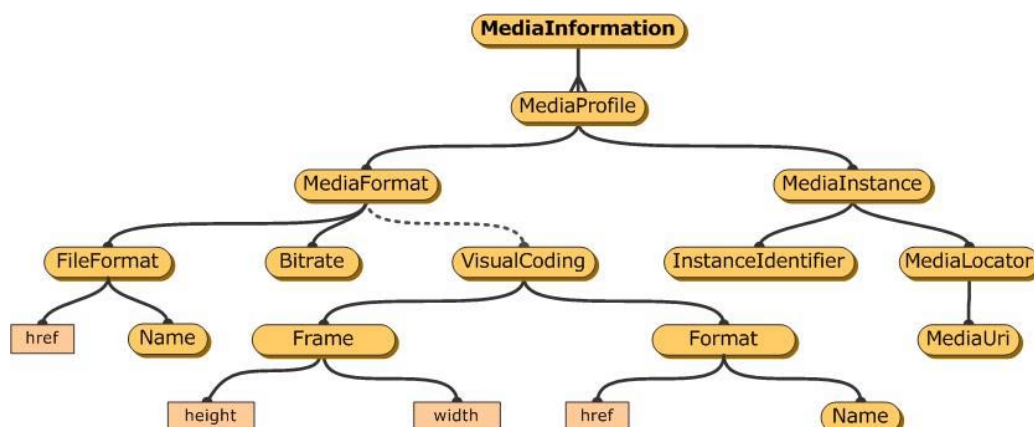 MediaInformation
MediaProfile
MediaFormat
MediaInstance
FileFormat
Bitrate
VisualCoding
InstanceIdentifier
MediaLocator
href
Name
Frame
Format
MediaUri
height
width
href
Name